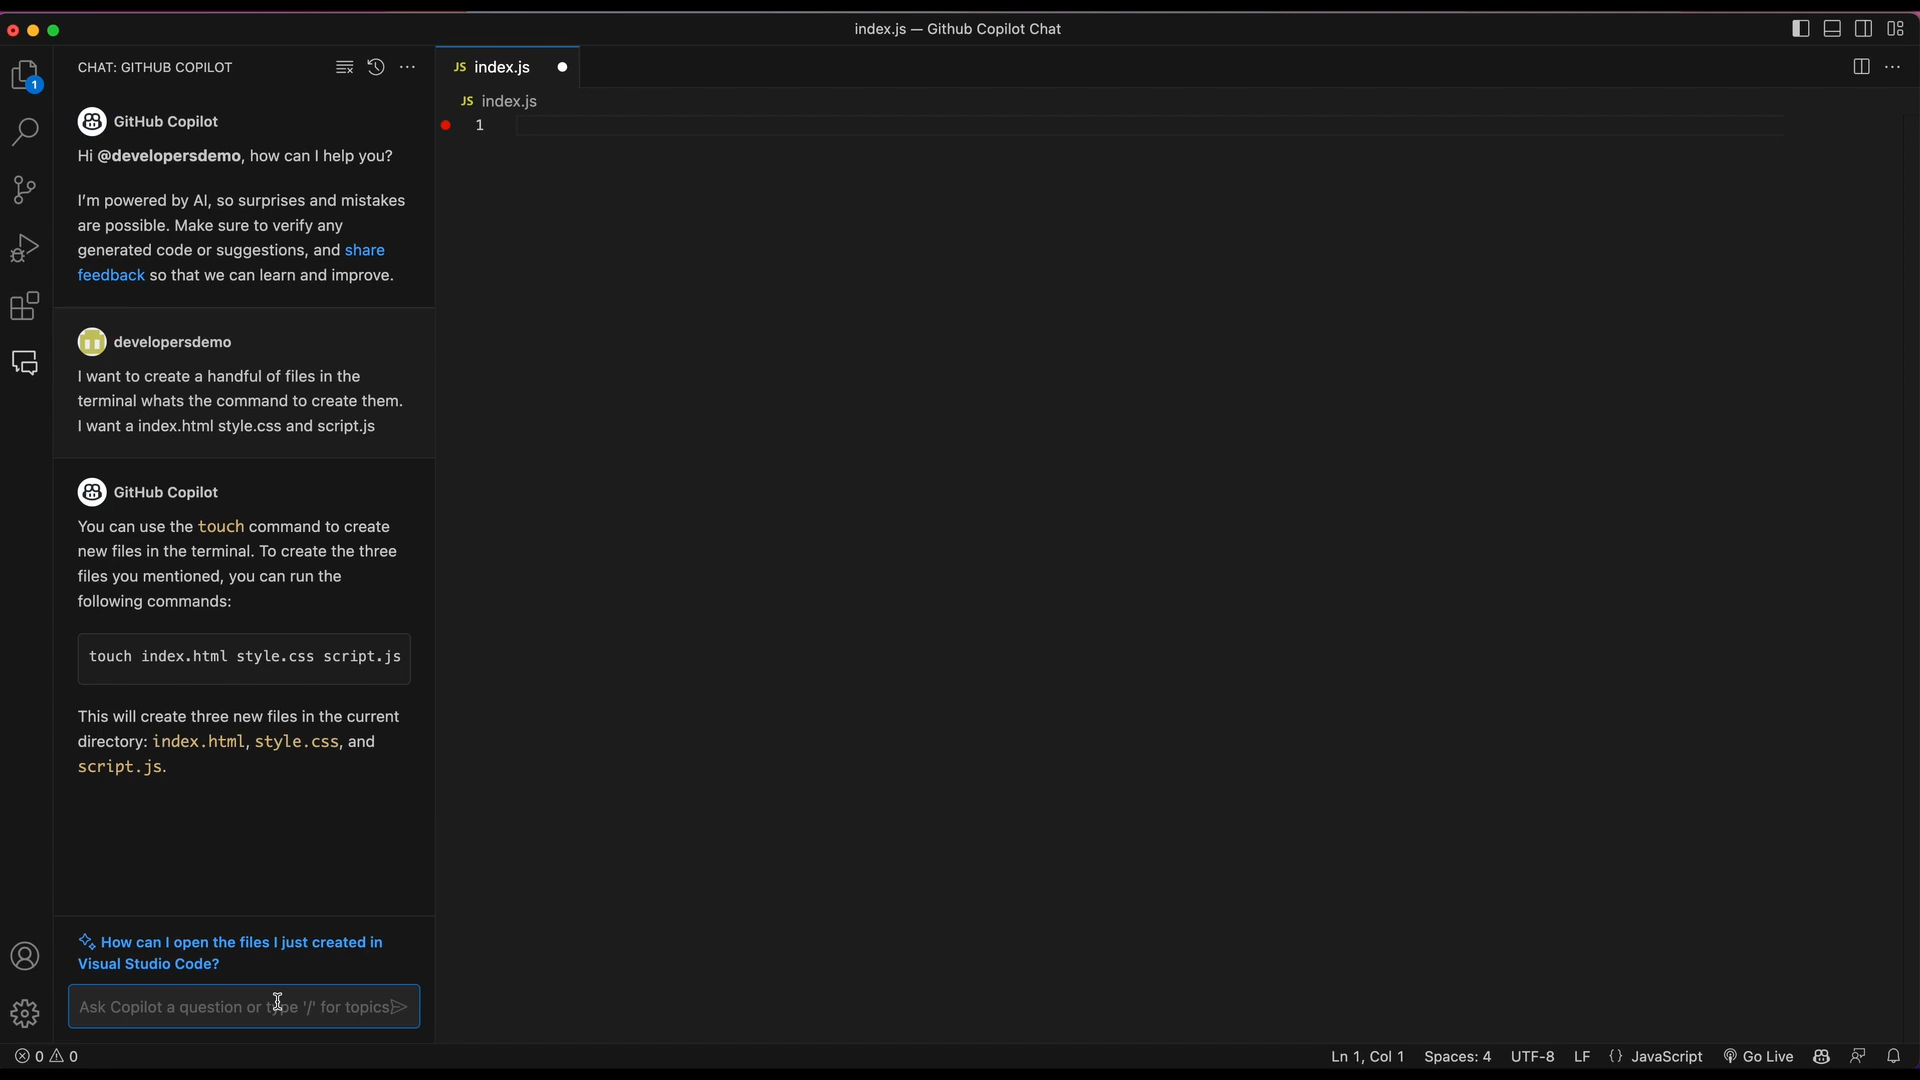 index.js — Github Copilot Chat
CHAT: GITHUB COPILOT
JS index.js
JS index.js
1
1
GitHub Copilot
Hi @developersdemo, how can I help you?
I'm powered by AI, so surprises and mistakes
are possible. Make sure to verify any
generated code or suggestions, and share
feedback so that we can learn and improve.
developersdemo
I want to create a handful of files in the
terminal whats the command to create them.
I want a index.html style.css and script.js
GitHub Copilot
You can use the touch command to create
new files in the terminal. To create the three
files you mentioned, you can run the
following commands:
touch index.html style.css script.js
This will create three new files in the current
directory: index.html, style.css, and
script.js.
How can I open the files I just created in
Visual Studio Code?
Ask Copilot a question or type '/' for topics
0 0
Ln 1, Col 1 Spaces: 4 UTF-8 LF {} JavaScript Go Live